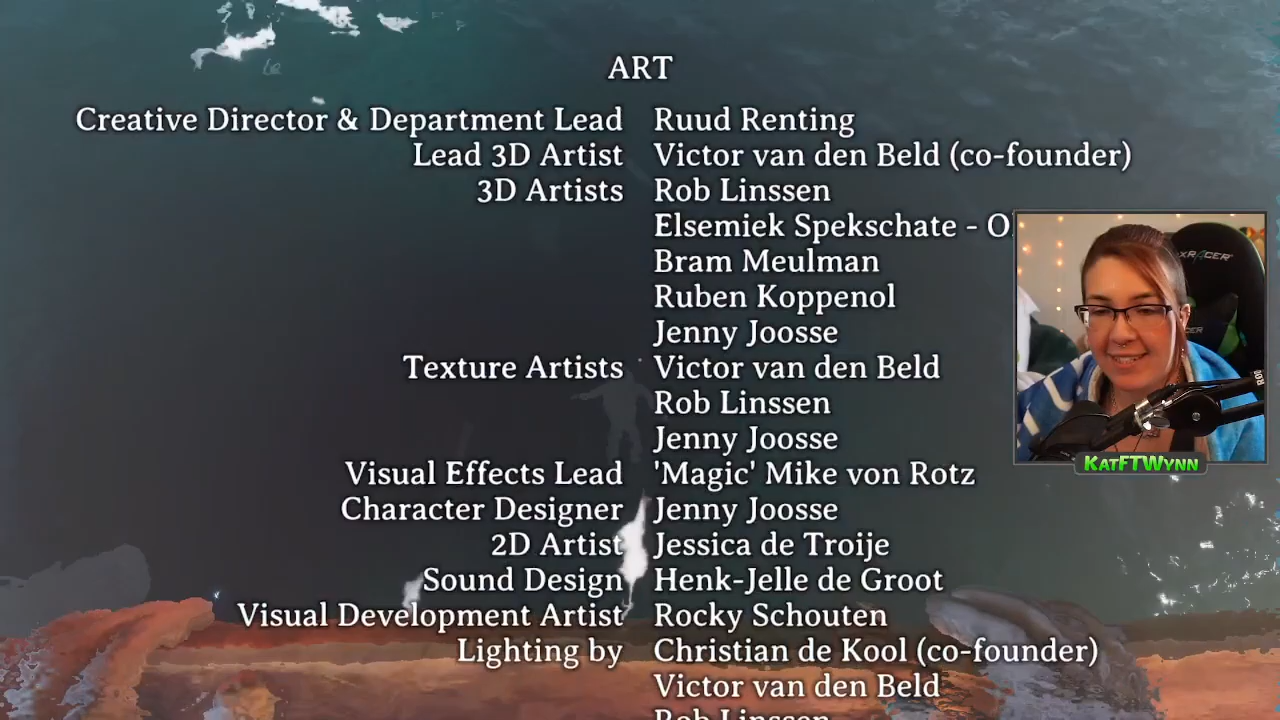 ART
Creative Director & Department Lead Ruud Renting
Lead 3D Artist Victor van den Beld (co-founder)
3D Artists Rob Linssen
Elsemiek Spekschate -
Bram Meulman
Ruben Koppenol
Jenny Joosse
Texture Artists Victor van den Beld
Rob Linssen
Jenny Joosse
Visual Effects Lead 'Magic' Mike von Rotz
Character Designer Jenny Joosse
2D Artist Jessica de Troije
Sound Design Henk-Jelle de Groot
Visual Development Artist Rocky Schouten
Lighting by Christian de Kool (co-founder)
Victor van den Beld
Rob Linssen
KATFTWYNN